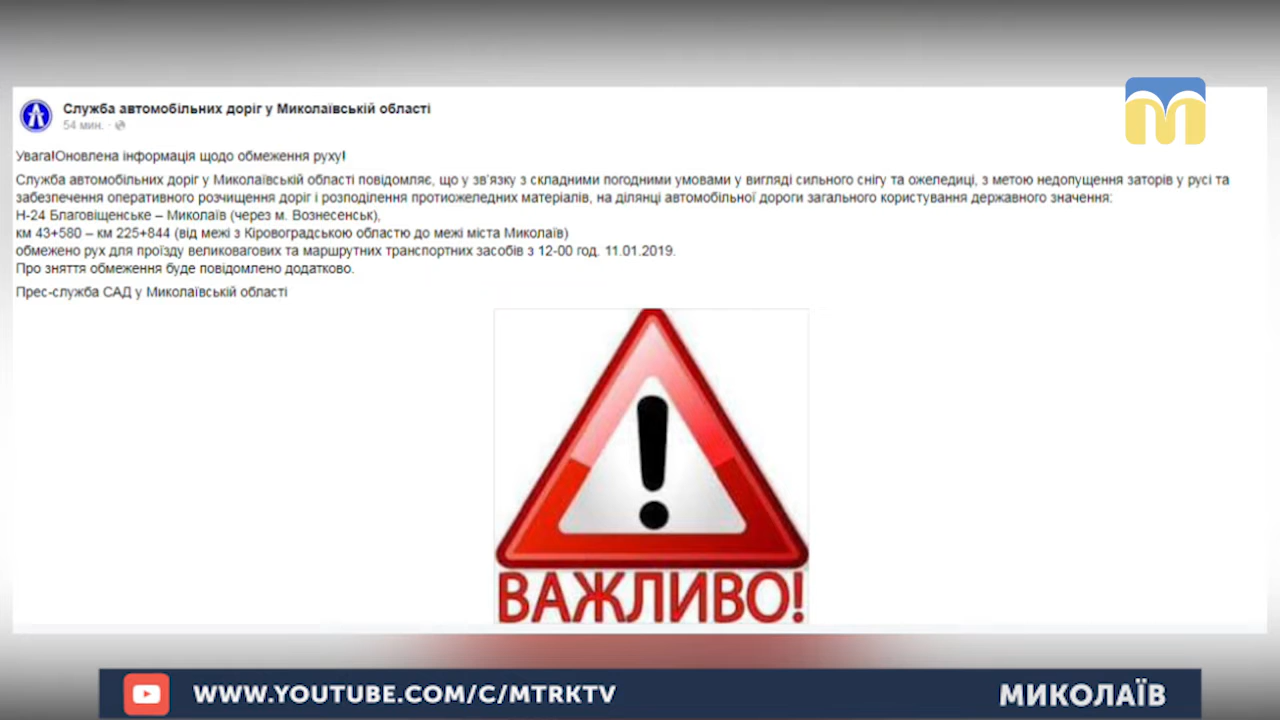 Служба автомобільних доріг у Миколаївській області
54 мин.
Увага!Оновлена інформація щодо обмеження руху!
Служба автомобільних доріг у Миколаївській області повідомляє, що у зв'язку з складними погодними умовами у вигляді сильного снігу та ожеледиці, з метою недопущення заторів у русі та
забезпечення оперативного розчищення доріг і розподілення протиожеледних матеріалів, на ділянці автомобільної дороги загального користування державного значення:
Н-24 Благовіщенське – Миколаїв (через м. Вознесенськ),
км 43+580 – км 225+844 (від межі з Кіровоградською областю до межі міста Миколаїв)
обмежено рух для проїзду великовагових та маршрутних транспортних засобів з 12-00 год. 11.01.2019.
Про зняття обмеження буде повідомлено додатково.
Прес-служба САД у Миколаївській області
ВАЖЛИВО!
WWW.YOUTUBE.COM/C/MTRKTV
МИКОЛАЇВ